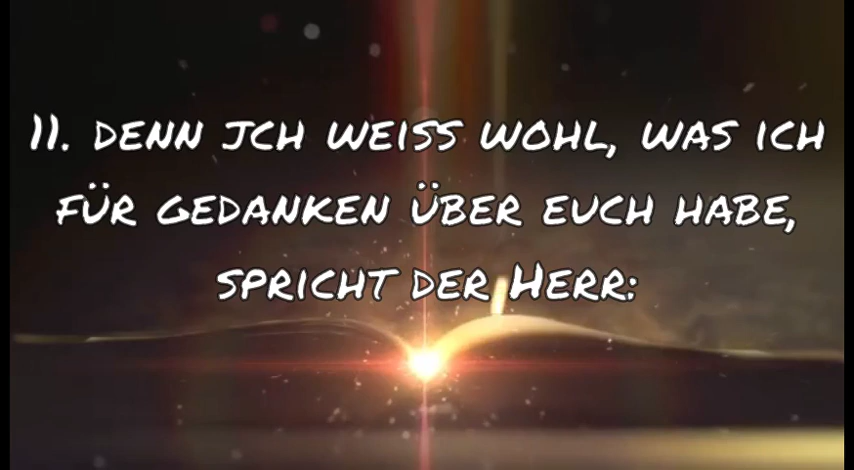 11. denn jch weiss wohl, was ich
für gedanken über euch habe,
spricht der Herr: